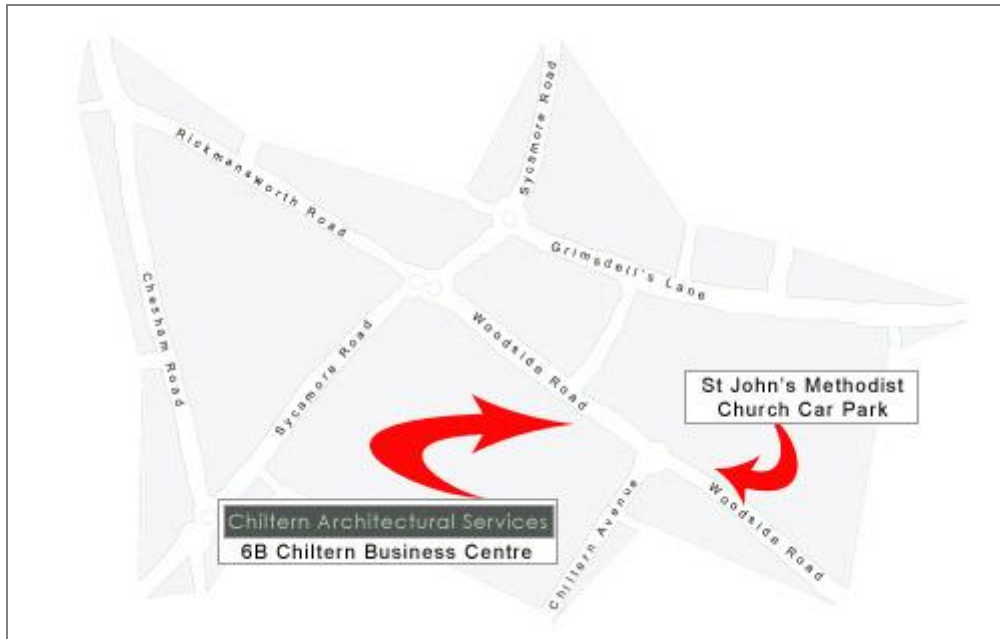 Sycamore Road
Rickmansworth Road
Grimsdell's Lane
Chesham Road
Sycamore Road
Woodside Road
St John's Methodist
Church Car Park
Chiltern Architectural Services
6B Chiltern Business Centre
Chiltern Avenue
Woodside Road